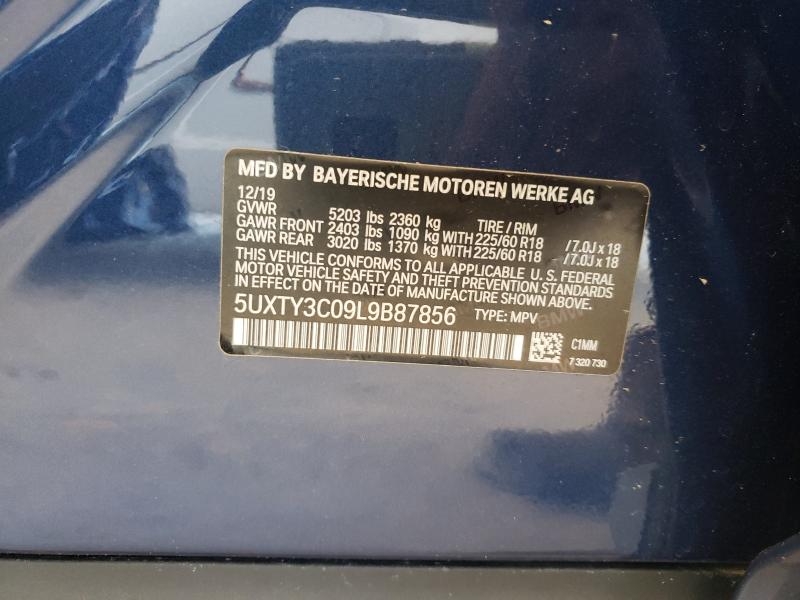 MFD BY BAYERISCHE MOTOREN WERKE AG
12/19
GVWR 5203 lbs 2360 kg TIRE / RIM
GAWR FRONT 2403 lbs 1090 kg WITH 225/60 R18 /7.0J x 18
GAWR REAR 3020 lbs 1370 kg WITH 225/60 R18 /7.0J x 18
THIS VEHICLE CONFORMS TO ALL APPLICABLE U. S. FEDERAL
MOTOR VEHICLE SAFETY AND THEFT PREVENTION STANDARDS
IN EFFECT ON THE DATE OF MANUFACTURE SHOWN ABOVE.
5UXTY3C09L9B87856 TYPE: MPV
C1MM
7 320 730